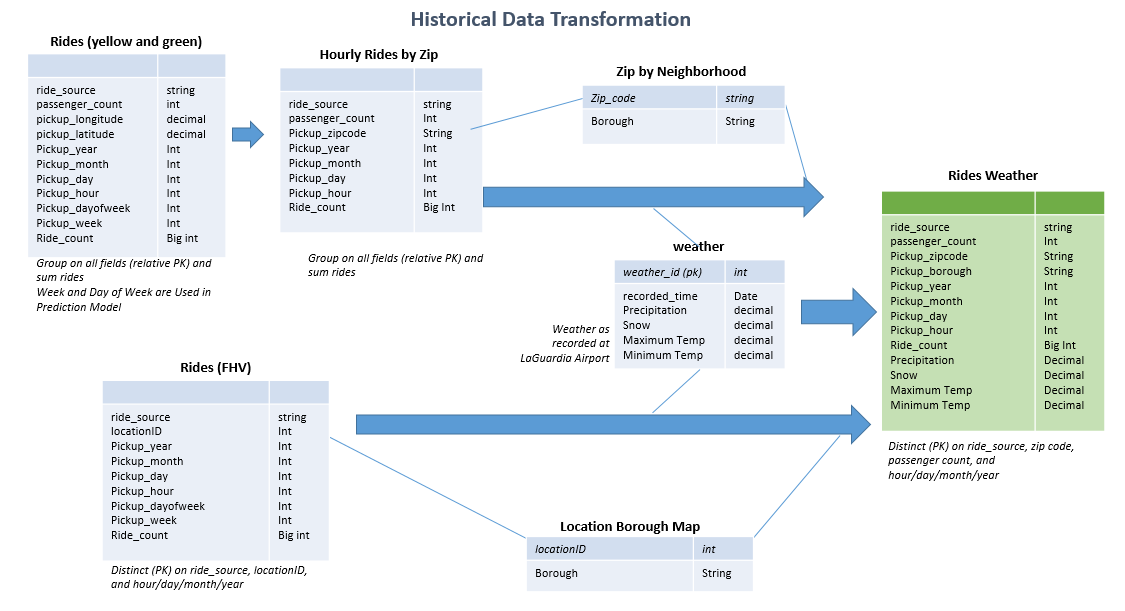 Historical Data Transformation
Rides (yellow and green)
ride_source string
passenger_count int
pickup_longitude decimal
pickup_latitude decimal
Pickup_year Int
Pickup_month Int
Pickup_day Int
Pickup_hour Int
Pickup_dayofweek Int
Pickup_week Int
Ride_count Big int
Group on all fields (relative PK) and
sum rides
Week and Day of Week are Used in
Prediction Model
Hourly Rides by Zip
ride_source string
passenger_count Int
Pickup_zipcode String
Pickup_year Int
Pickup_month Int
Pickup_day Int
Pickup_hour Int
Ride_count Big Int
Group on all fields (relative PK) and
sum rides
Zip by Neighborhood
Zip_code string
Borough String
weather
weather_id (pk) int
recorded_time Date
Precipitation decimal
Snow decimal
Maximum Temp decimal
Minimum Temp decimal
Weather as
recorded at
LaGuardia Airport
Rides Weather
ride_source string
passenger_count Int
Pickup_zipcode String
Pickup_borough String
Pickup_year Int
Pickup_month Int
Pickup_day Int
Pickup_hour Int
Ride_count Big Int
Precipitation Decimal
Snow Decimal
Maximum Temp Decimal
Minimum Temp Decimal
Distinct (PK) on ride_source, zip code,
passenger count, and
hour/day/month/year
Rides (FHV)
ride_source string
locationID Int
Pickup_year Int
Pickup_month Int
Pickup_day Int
Pickup_hour Int
Pickup_dayofweek Int
Pickup_week Int
Ride_count Big int
Distinct (PK) on ride_source, locationID,
and hour/day/month/year
Location Borough Map
locationID int
Borough String